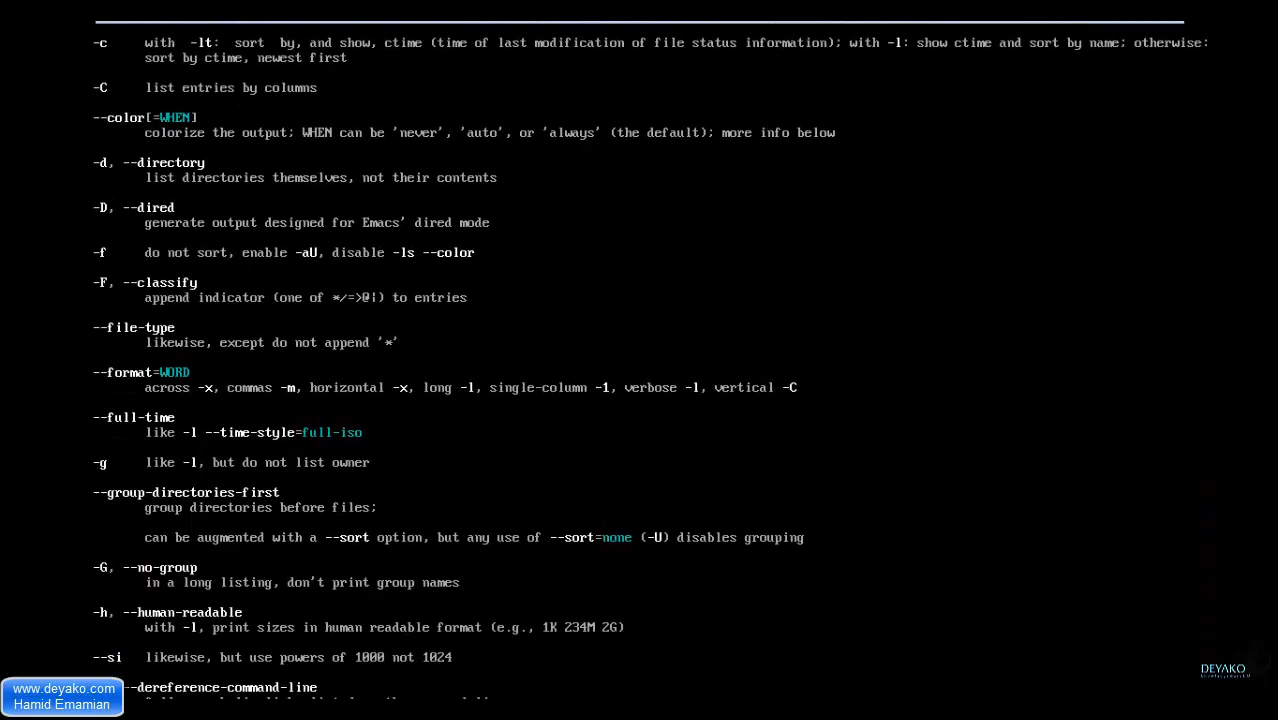 -c with -lt: sort by, and show, ctime (time of last modification of file status information); with -l: show ctime and sort by name; otherwise:
sort by ctime, newest first
-C list entries by columns
--color[=WHEN]
colorize the output; WHEN can be 'never', 'auto', or 'always' (the default); more info below
-d, --directory
list directories themselves, not their contents
-D, --dired
generate output designed for Emacs' dired mode
-f do not sort, enable -aU, disable -ls --color
-F, --classify
append indicator (one of */=>@|) to entries
--file-type
likewise, except do not append '*'
--format=WORD
across -x, commas -m, horizontal -x, long -l, single-column -1, verbose -l, vertical -C
--full-time
like -l --time-style=full-iso
-g like -l, but do not list owner
--group-directories-first
group directories before files;
can be augmented with a --sort option, but any use of --sort=none (-U) disables grouping
-G, --no-group
in a long listing, don't print group names
-h, --human-readable
with -l, print sizes in human readable format (e.g., 1K 234M 2G)
--si likewise, but use powers of 1000 not 1024
--dereference-command-line
www.deyako.com
Hamid Emamian
DEYAKO